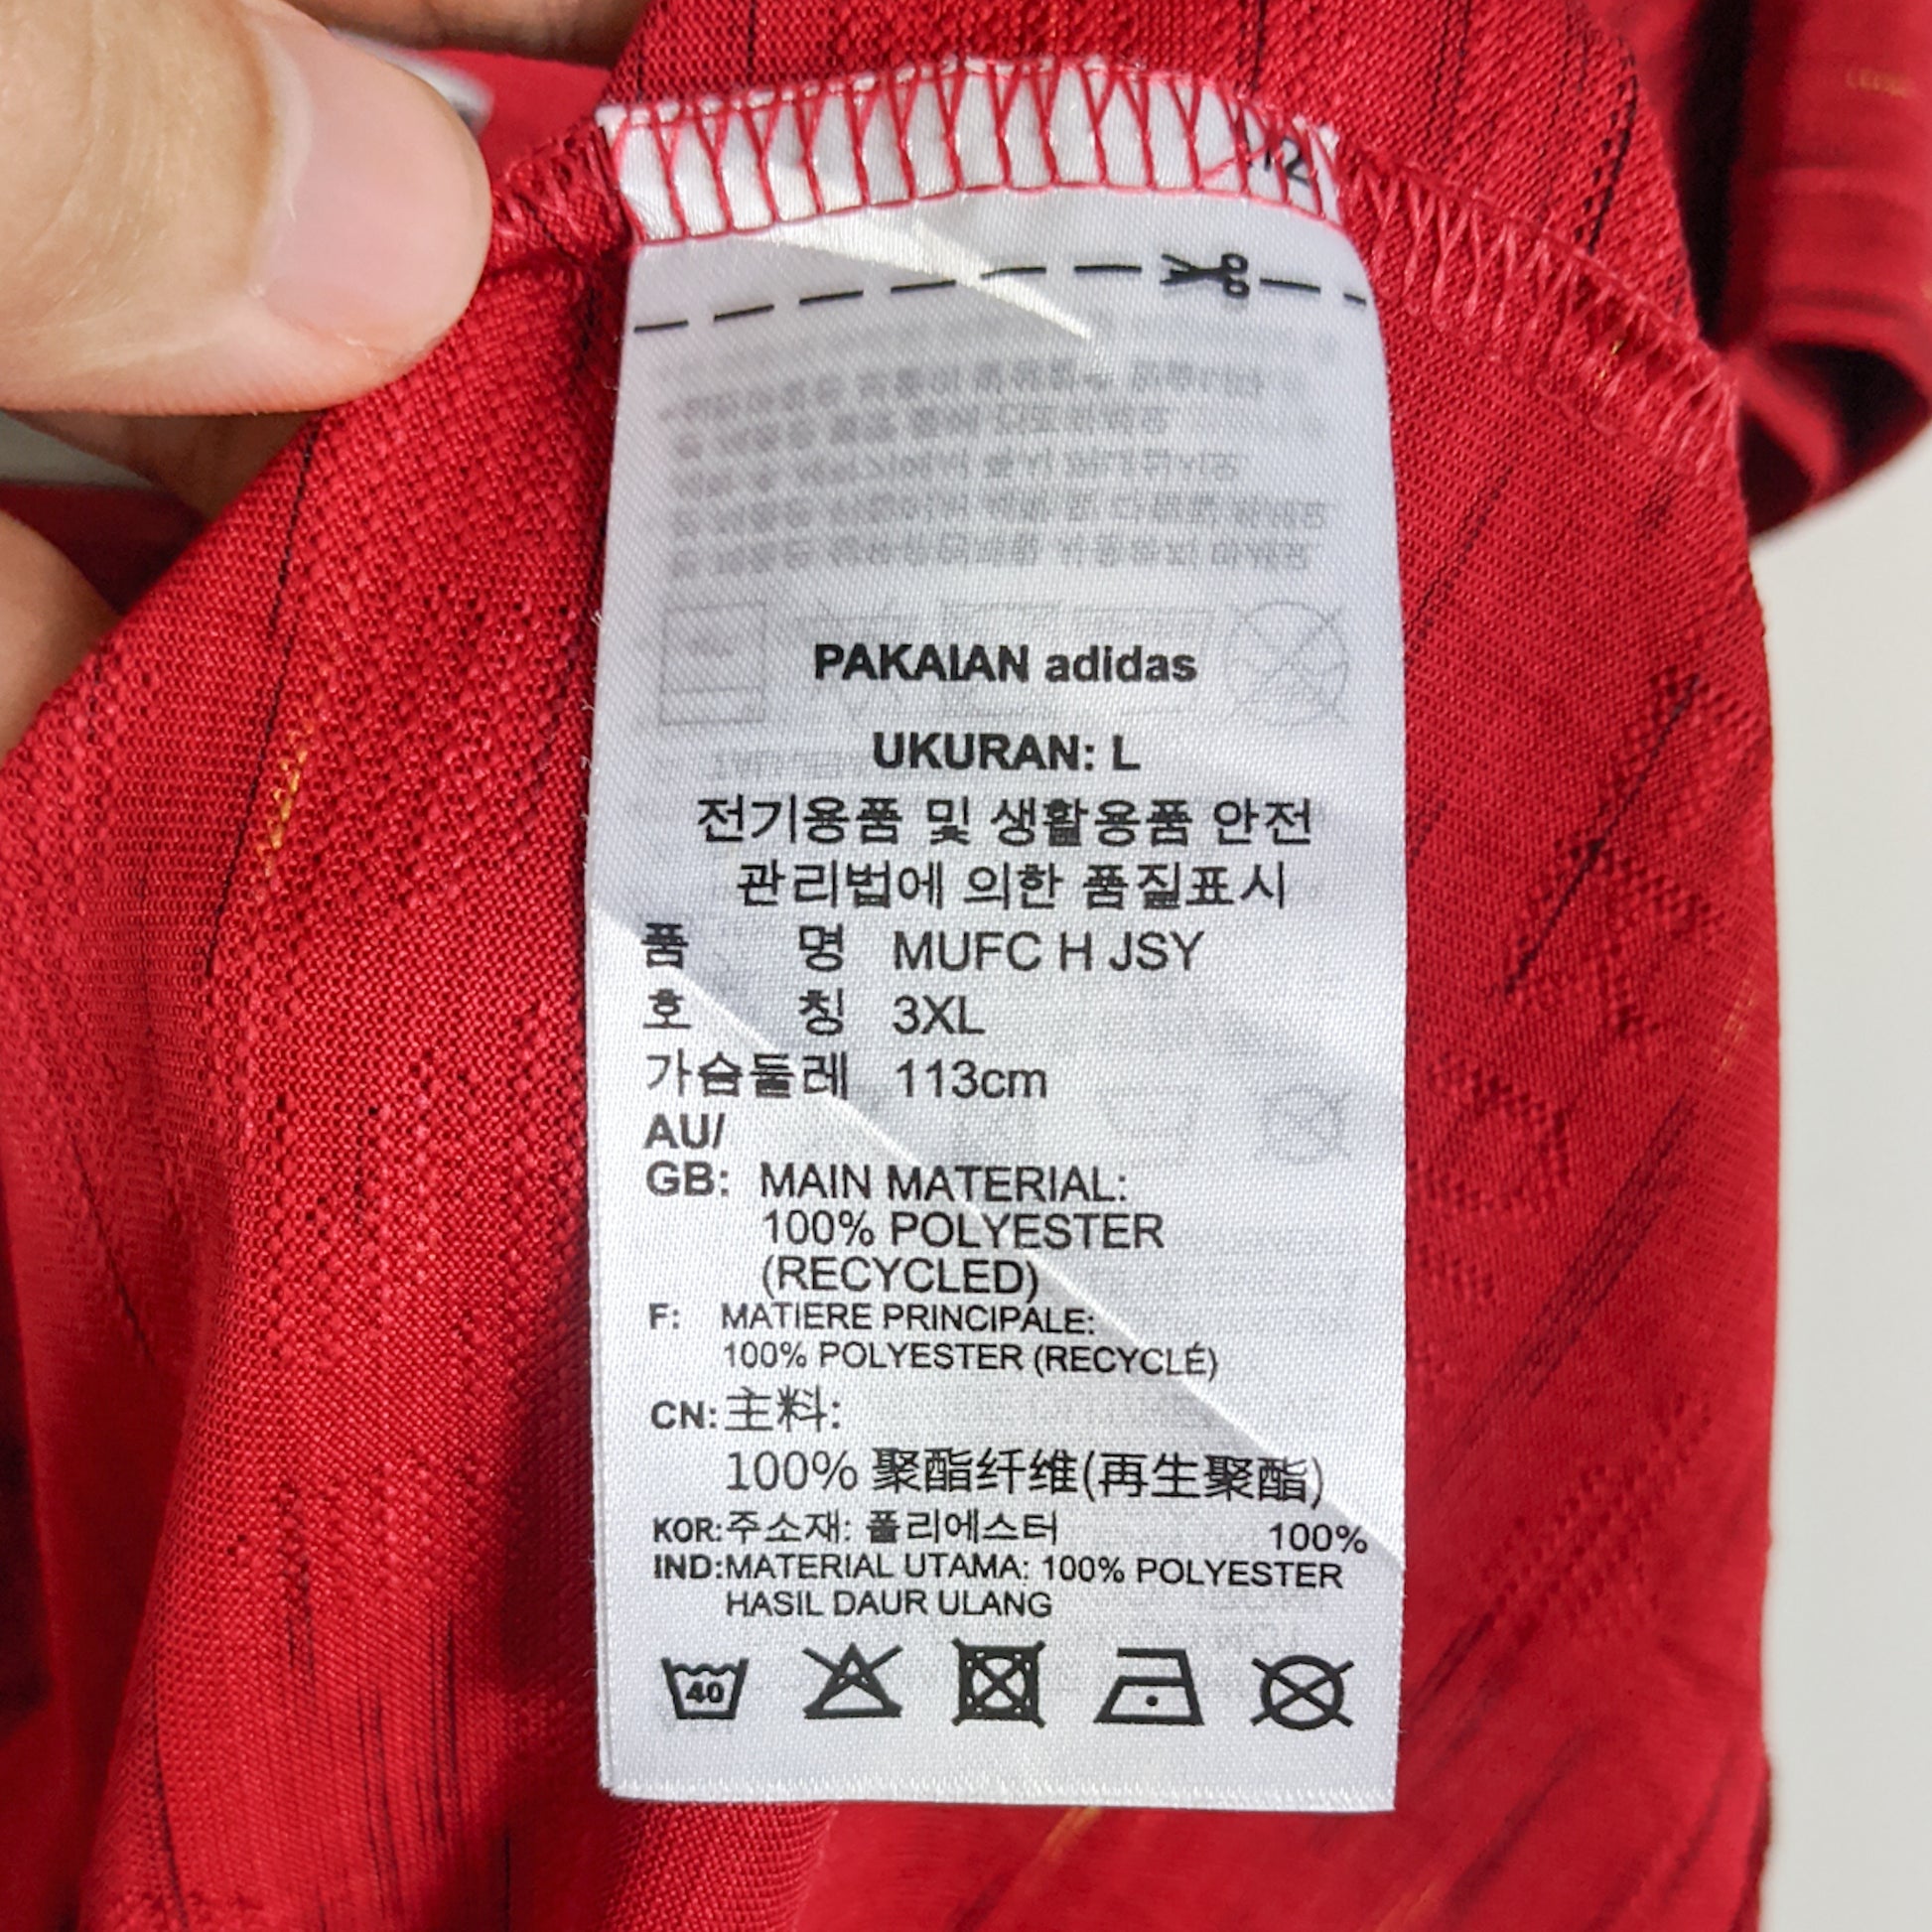 PAKAIAN adidas
UKURAN: L
전기용품 및 생활용품 안전
관리법에 의한 품질표시
품 명 MUFC H JSY
호 칭 3XL
가슴둘레 113cm
AU/
GB: MAIN MATERIAL:
100% POLYESTER
(RECYCLED)
F: MATIERE PRINCIPALE:
100% POLYESTER (RECYCLÉ)
CN: 主料:
100% 聚酯纤维(再生聚酯)
KOR: 주소재: 폴리에스터 100%
IND: MATERIAL UTAMA: 100% POLYESTER
HASIL DAUR ULANG
40